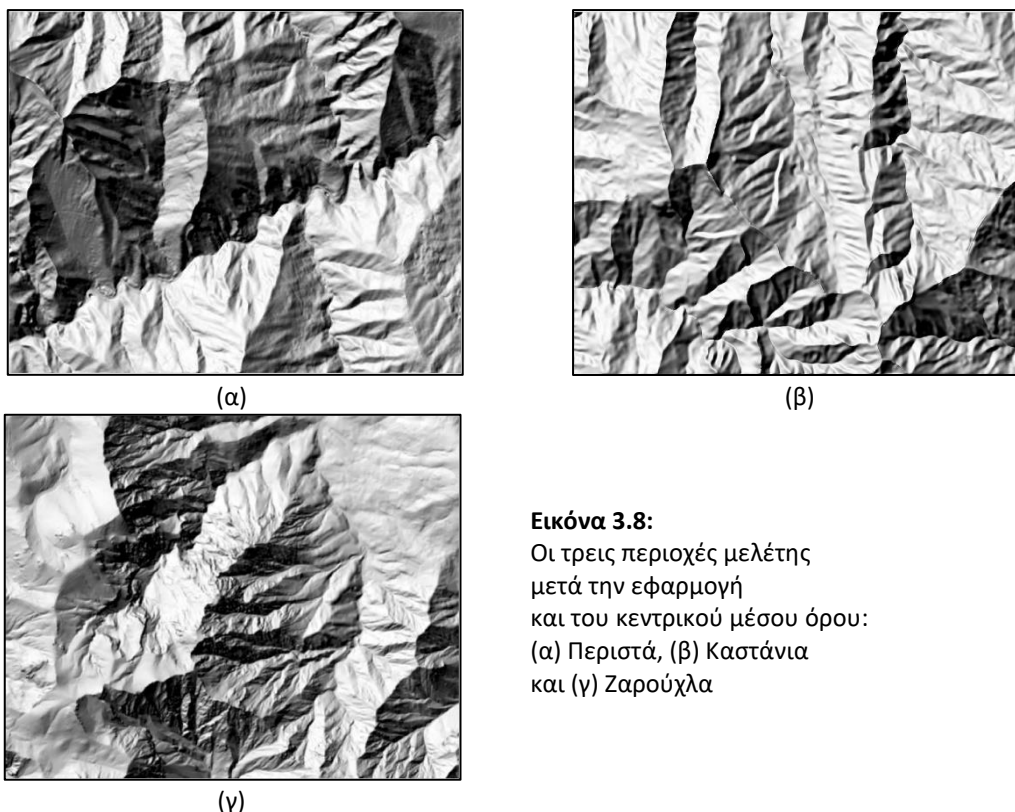 (α)
(β)
(γ)
Εικόνα 3.8:
Οι τρεις περιοχές μελέτης
μετά την εφαρμογή
και του κεντρικού μέσου όρου:
(α) Περιστά, (β) Καστάνια
και (γ) Ζαρούχλα